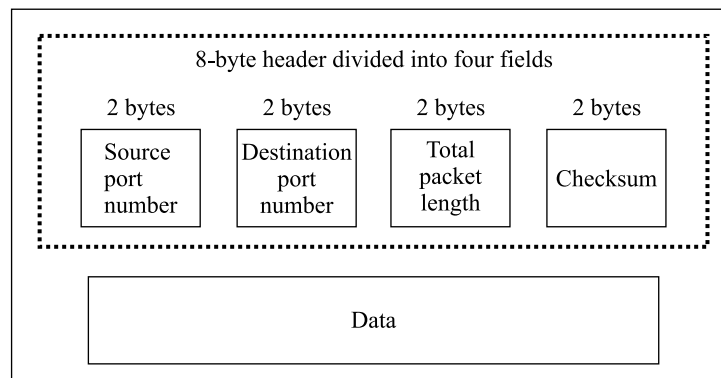 8-byte header divided into four fields
2 bytes
2 bytes
2 bytes
2 bytes
Source
port
number
Destination
port
number
Total
packet
length
Checksum
Data